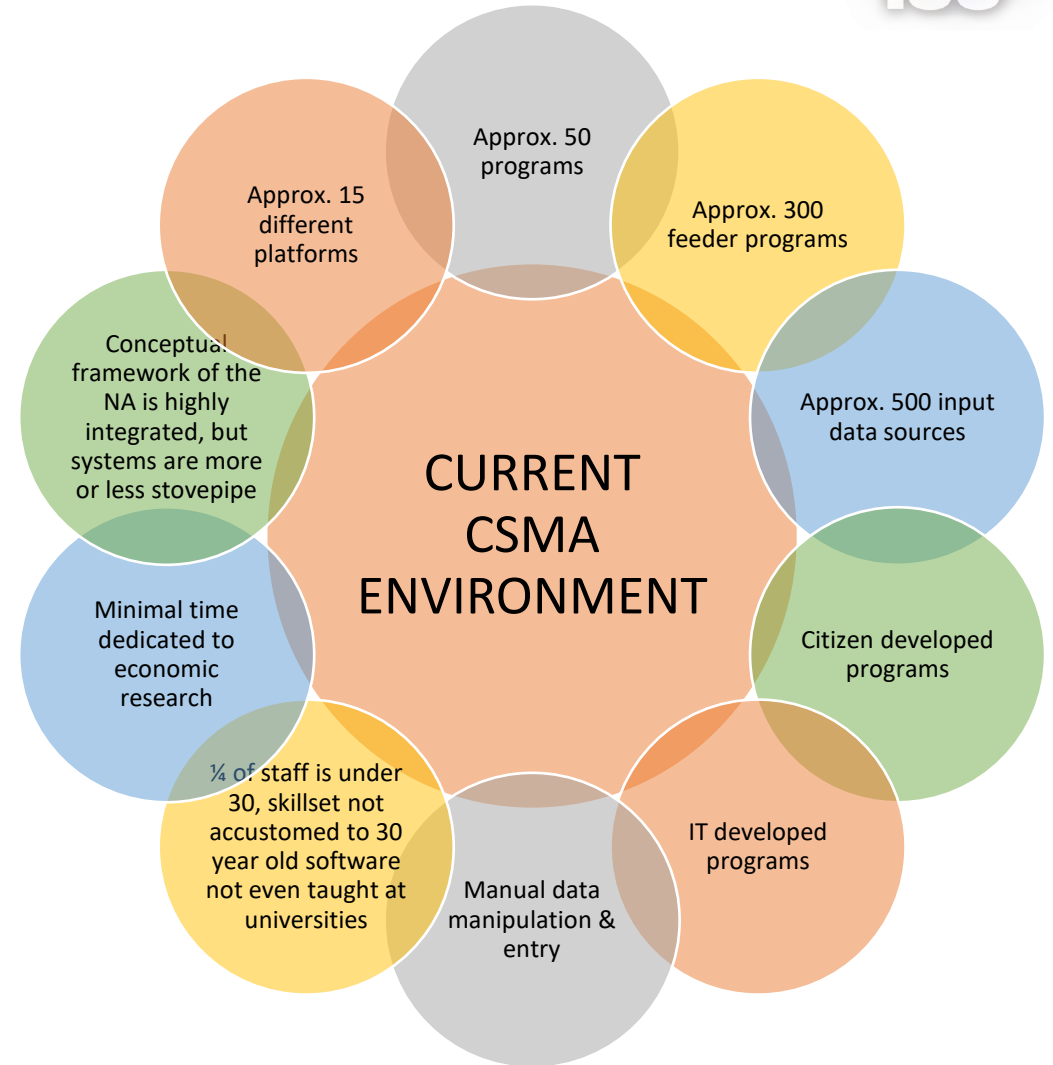 Approx. 50
programs
Approx. 300
feeder programs
Approx. 500 input
data sources
Citizen developed
programs
IT developed
programs
Manual data
manipulation &
entry
¼ of staff is under
30, skillset not
accustomed to 30
year old software
not even taught at
universities
Minimal time
dedicated to
economic
research
Conceptual
framework of the
NA is highly
integrated, but
systems are more
or less stovepipe
Approx. 15
different
platforms
CURRENT
CSMA
ENVIRONMENT